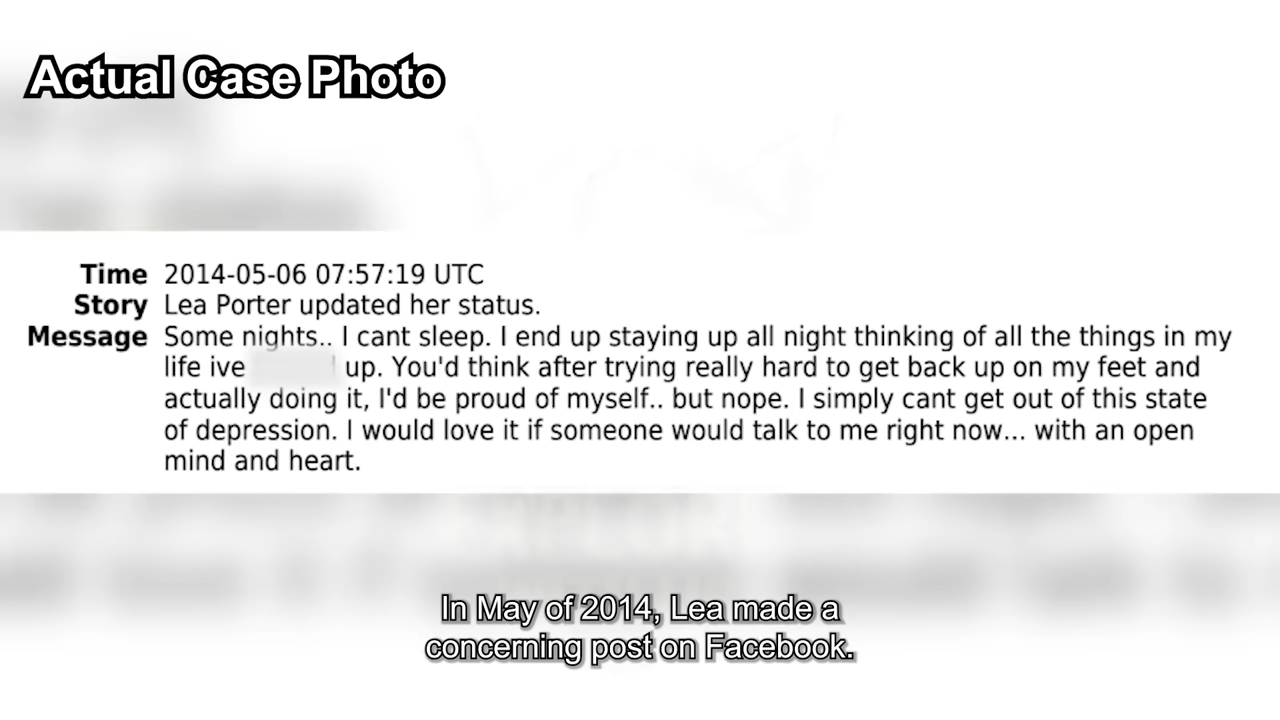 Actual Case Photo
Time 2014-05-06 07:57:19 UTC
Story Lea Porter updated her status.
Message Some nights.. I cant sleep. I end up staying up all night thinking of all the things in my
life ive up. You'd think after trying really hard to get back up on my feet and
actually doing it, I'd be proud of myself.. but nope. I simply cant get out of this state
of depression. I would love it if someone would talk to me right now... with an open
mind and heart.
In May of 2014, Lea made a
concerning post on Facebook.